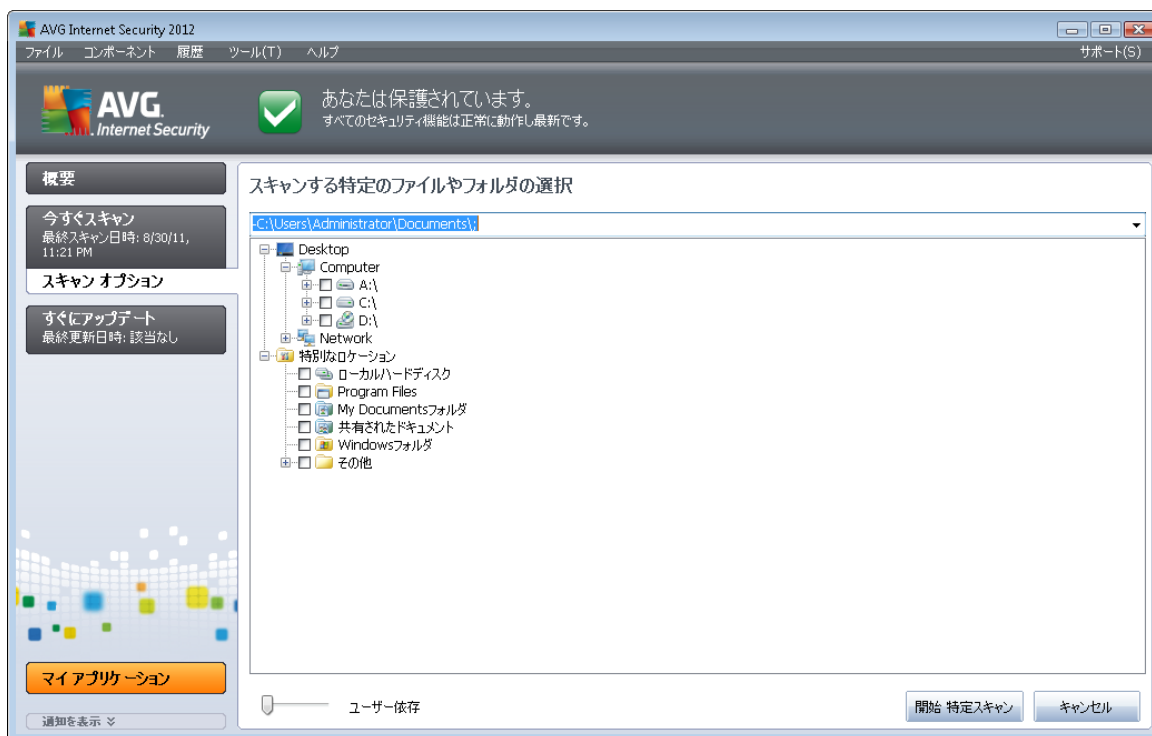 AVG Internet Security 2012
ファイル コンポーネント 履歴 ツール(T) ヘルプ サポート(S)
AVG.
Internet Security
あなたは保護されています。
すべてのセキュリティ機能は正常に動作し最新です。
概要
今すぐスキャン
最終スキャン日時: 8/30/11,
11:21 PM
スキャン オプション
すぐにアップデート
最終更新日時: 該当なし
マイ アプリケーション
通知を表示
スキャンする特定のファイルやフォルダの選択
-C:\Users\Administrator\Documents\;
Desktop
Computer
A:\
C:\
D:\
Network
特別なロケーション
ローカルハードディスク
Program Files
My Documentsフォルダ
共有されたドキュメント
Windowsフォルダ
その他
ユーザー依存
開始 特定スキャン
キャンセル